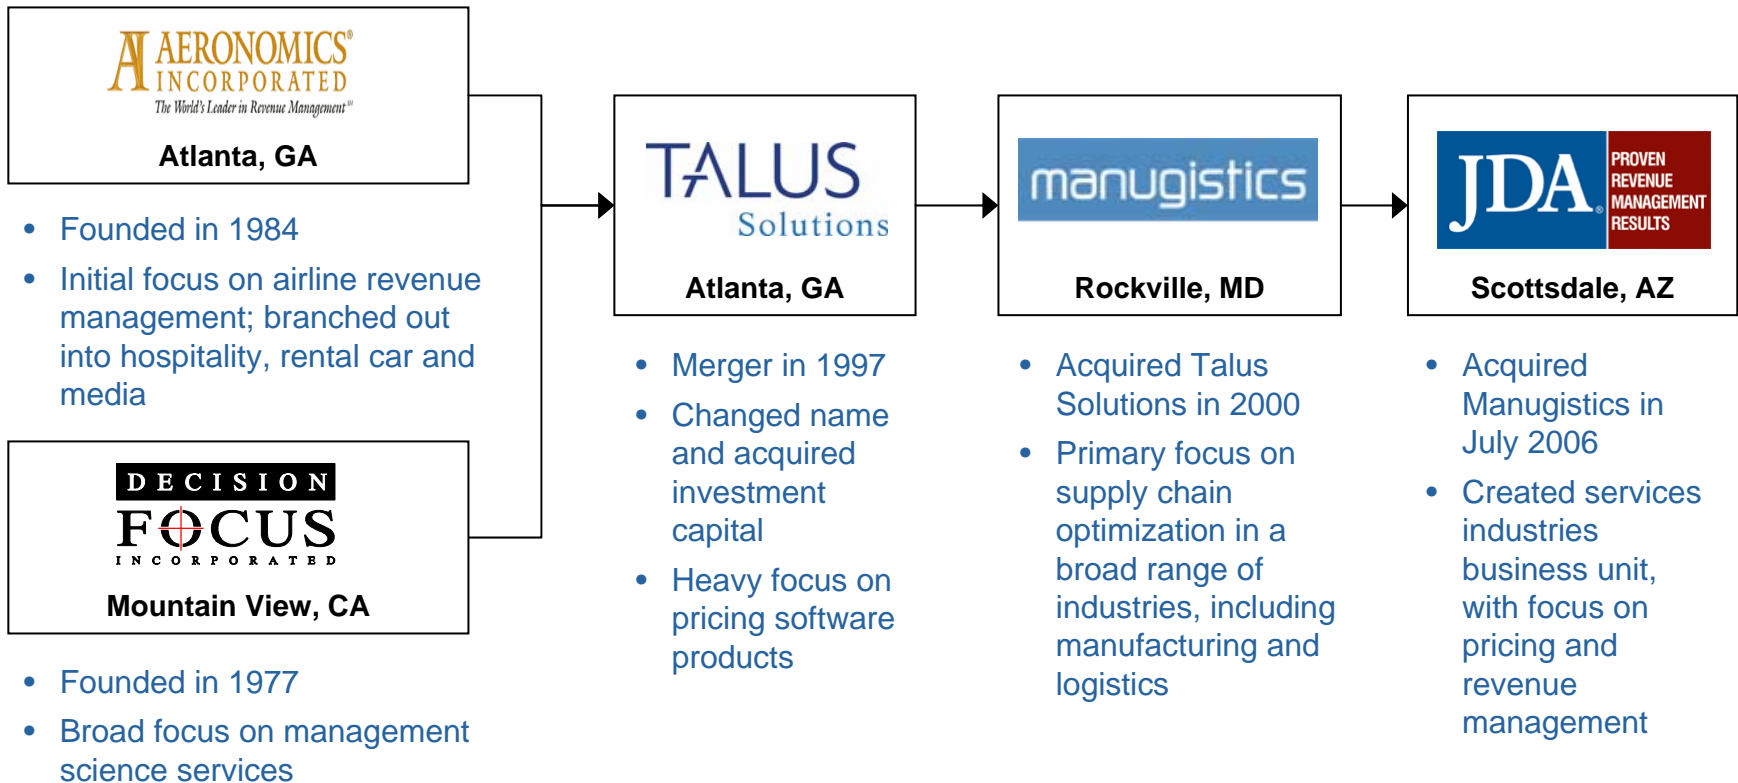 AERONOMICS®
INCORPORATED
The World's Leader in Revenue Management
Atlanta, GA
• Founded in 1984
• Initial focus on airline revenue
management; branched out
into hospitality, rental car and
media
DECISION
FOCUS
INCORPORATED
Mountain View, CA
• Founded in 1977
• Broad focus on management
science services
TALUS
Solutions
Atlanta, GA
• Merger in 1997
• Changed name
and acquired
investment
capital
• Heavy focus on
pricing software
products
manugistics
Rockville, MD
• Acquired Talus
Solutions in 2000
• Primary focus on
supply chain
optimization in a
broad range of
industries, including
manufacturing and
logistics
JDA®
PROVEN
REVENUE
MANAGEMENT
RESULTS
Scottsdale, AZ
• Acquired
Manugistics in
July 2006
• Created services
industries
business unit,
with focus on
pricing and
revenue
management